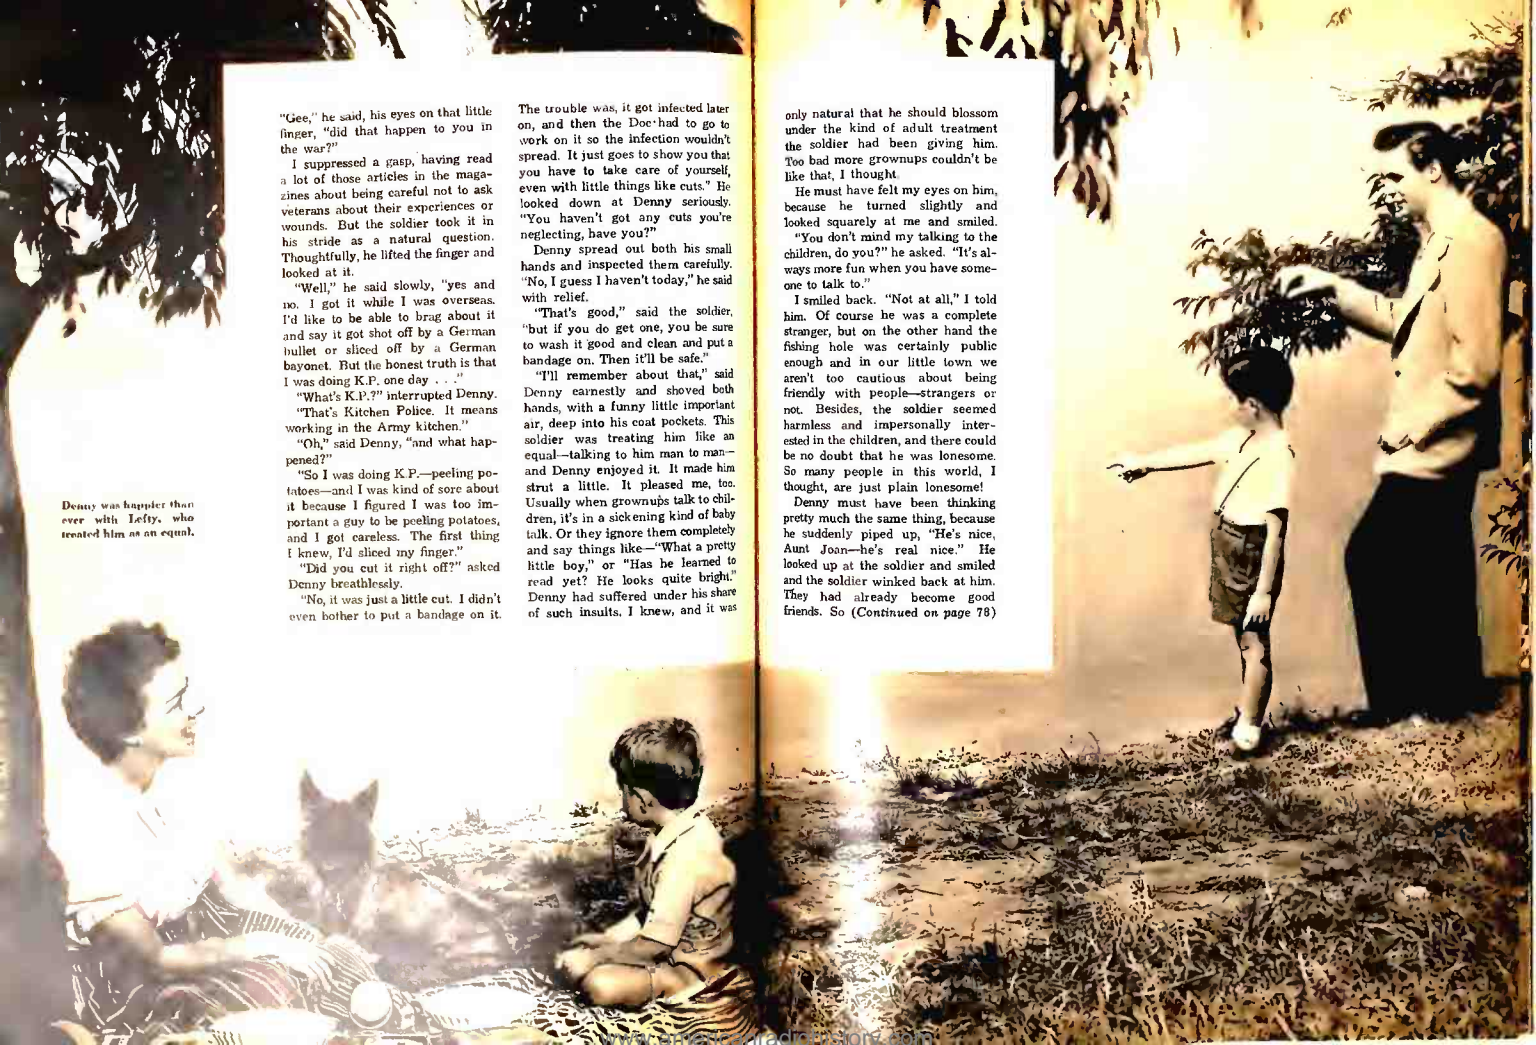 "Gee," he said, his eyes on that little
finger, "did that happen to you in
the war?"
I suppressed a gasp, having read
a lot of those articles in the maga-
zines about being careful not to ask
veterans about their experiences or
wounds. But the soldier took it in
his stride as a natural question.
Thoughtfully, he lifted the finger and
looked at it.
"Well," he said slowly, "yes and
no. I got it while I was overseas.
I'd like to be able to brag about it
and say it got shot off by a German
bullet or sliced off by a German
bayonet. But the honest truth is that
I was doing K.P. one day . . ."
"What's K.P.?" interrupted Denny.
"That's Kitchen Police. It means
working in the Army kitchen."
"Oh," said Denny, "and what hap-
pened?"
"So I was doing K.P.—peeling po-
tatoes—and I was kind of sore about
it because I figured I was too im-
portant a guy to be peeling potatoes,
and I got careless. The first thing
I knew, I'd sliced my finger."
"Did you cut it right off?" asked
Denny breathlessly.
"No, it was just a little cut. I didn't
even bother to put a bandage on it.
The trouble was, it got infected later
on, and then the Doc had to go to
work on it so the infection wouldn't
spread. It just goes to show you that
you have to take care of yourself,
even with little things like cuts." He
looked down at Denny seriously.
"You haven't got any cuts you're
neglecting, have you?"
Denny spread out both his small
hands and inspected them carefully.
"No, I guess I haven't today," he said
with relief.
"That's good," said the soldier,
"but if you do get one, you be sure
to wash it good and clean and put a
bandage on. Then it'll be safe."
"I'll remember about that," said
Denny earnestly and shoved both
hands, with a funny little important
air, deep into his coat pockets. This
soldier was treating him like an
equal—talking to him man to man—
and Denny enjoyed it. It made him
strut a little. It pleased me, too.
Usually when grownups talk to chil-
dren, it's in a sickening kind of baby
talk. Or they ignore them completely
and say things like—"What a pretty
little boy," or "Has he learned to
read yet? He looks quite bright."
Denny had suffered under his share
of such insults, I knew, and it was
only natural that he should blossom
under the kind of adult treatment
the soldier had been giving him.
Too bad more grownups couldn't be
like that, I thought.
He must have felt my eyes on him,
because he turned slightly and
looked squarely at me and smiled.
"You don't mind my talking to the
children, do you?" he asked. "It's al-
ways more fun when you have some-
one to talk to."
I smiled back. "Not at all," I told
him. Of course he was a complete
stranger, but on the other hand the
fishing hole was certainly public
enough and in our little town we
aren't too cautious about being
friendly with people—strangers or
not. Besides, the soldier seemed
harmless and impersonally inter-
ested in the children, and there could
be no doubt that he was lonesome.
So many people in this world, I
thought, are just plain lonesome!
Denny must have been thinking
pretty much the same thing, because
he suddenly piped up, "He's nice,
Aunt Joan—he's real nice." He
looked up at the soldier and smiled
and the soldier winked back at him.
They had already become good
friends. So (Continued on page 78)
Denny was happier than
ever with Lefty, who
treated him as an equal.
www.americanradiohistory.com